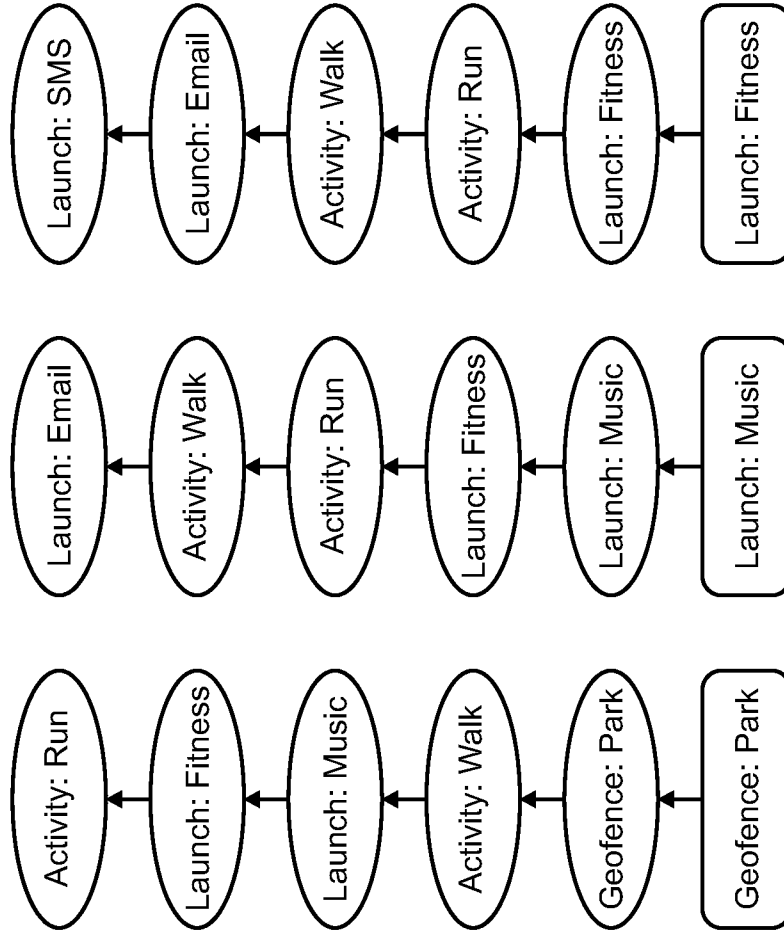 Geofence: Park
Geofence: Park
Activity: Walk
Launch: Music
Launch: Fitness
Activity: Run
Launch: Music
Launch: Music
Launch: Fitness
Activity: Run
Activity: Walk
Launch: Email
Launch: Fitness
Launch: Fitness
Activity: Run
Activity: Walk
Launch: Email
Launch: SMS